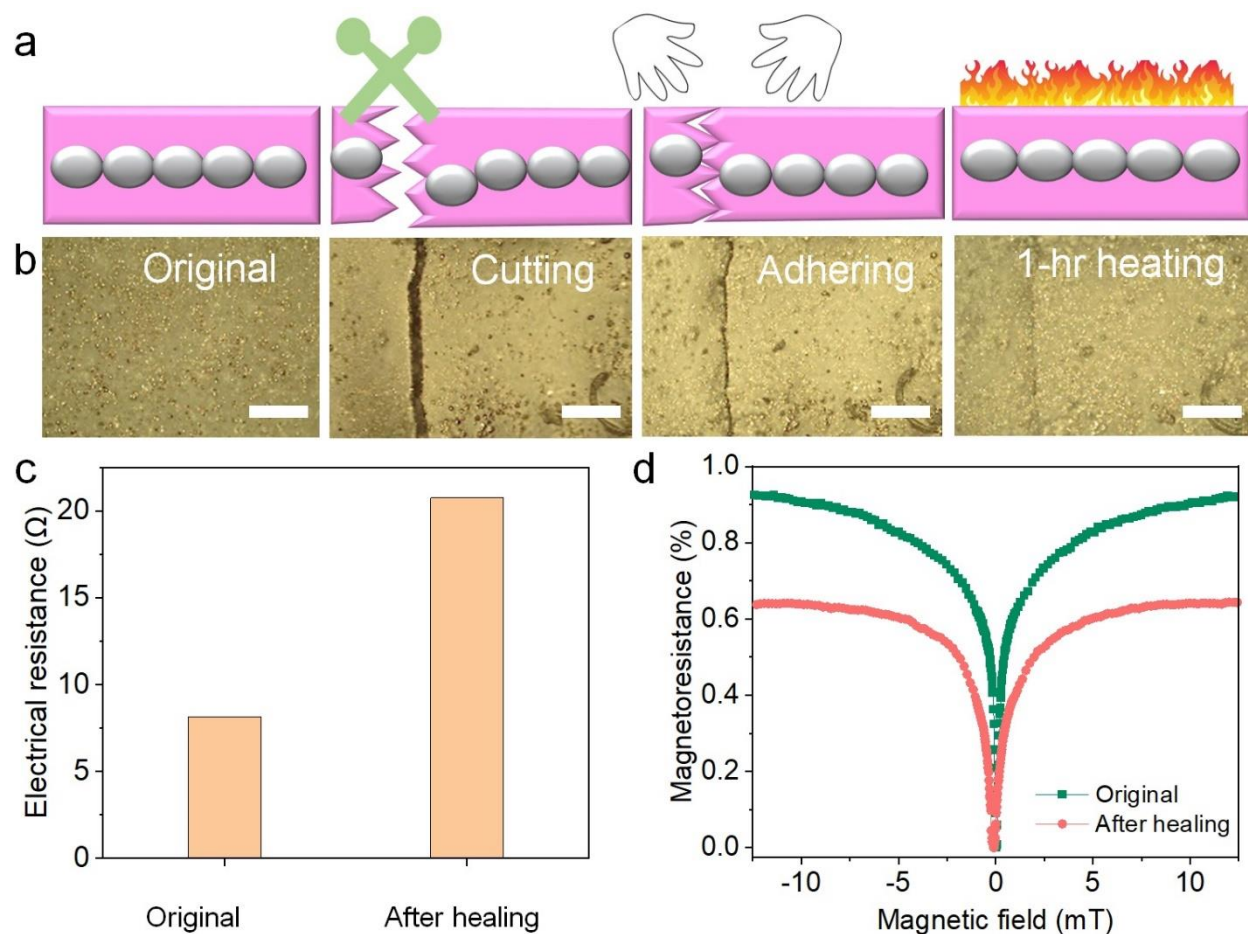 a
b
Original
Cutting
Adhering
1-hr heating
c
Electrical resistance (Ω)
20
15
10
5
0
Original
After healing
d
Magnetoresistance (%)
1.0
0.8
0.6
0.4
0.2
0.0
Original
After healing
-10
-5
0
5
10
Magnetic field (mT)